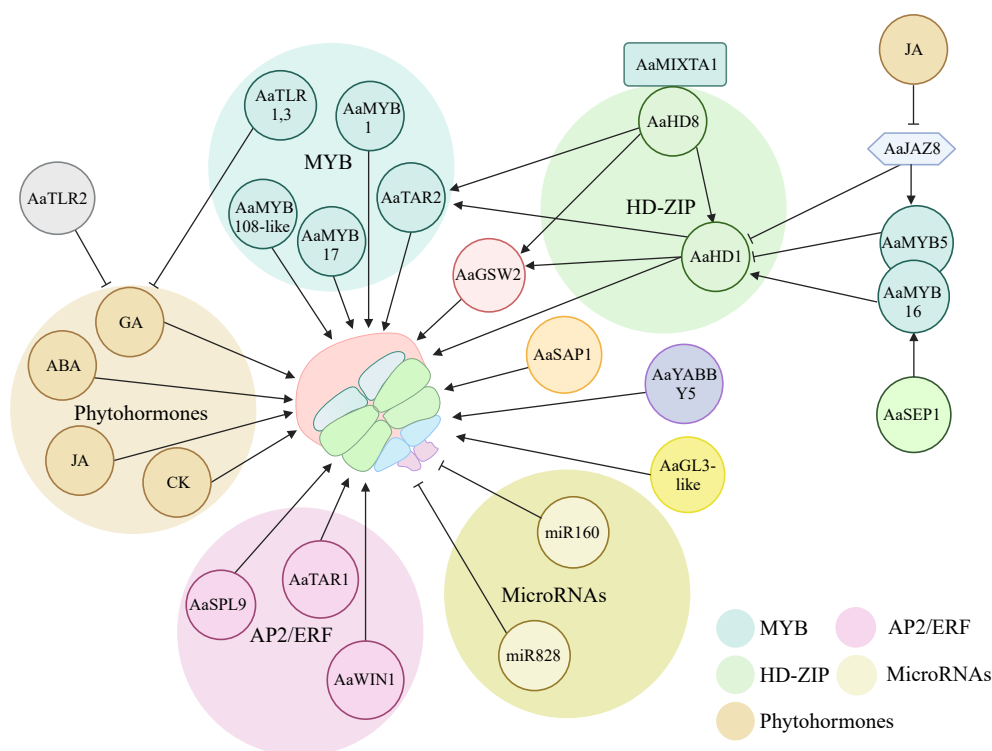 JA
AaMIXTA1
AaTLR
1,3
AaMYB
1
AaHD8
AaJAZ8
MYB
AaTLR2
AaTAR2
HD-ZIP
AaMYB
108-like
AaMYB
17
AaMYB5
AaHD1
AaGSW2
AaMYB
16
GA
ABA
AaSAP1
AaYABB
Y5
Phytohormones
AaSEP1
JA
CK
AaGL3-
like
miR160
AaTAR1
MicroRNAs
AaSPL9
AP2/ERF
miR828
AaWIN1
MYB
AP2/ERF
HD-ZIP
MicroRNAs
Phytohormones